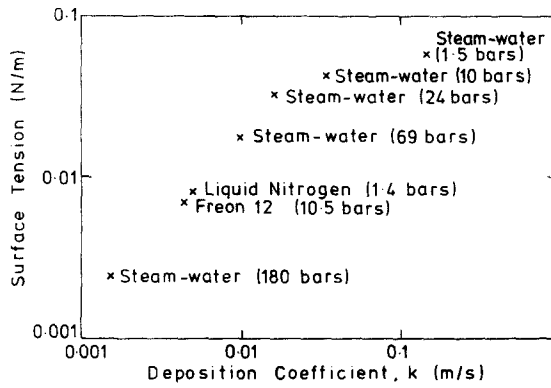 0·1
Steam-water
(1·5 bars)
Steam-water (10 bars)
Steam-water (24 bars)
Steam-water (69 bars)
0·01
Liquid Nitrogen (1·4 bars)
Freon 12 (10·5 bars)
Steam-water (180 bars)
0·001
0·001 0·01 0·1
Surface Tension (N/m)
Deposition Coefficient, k (m/s)